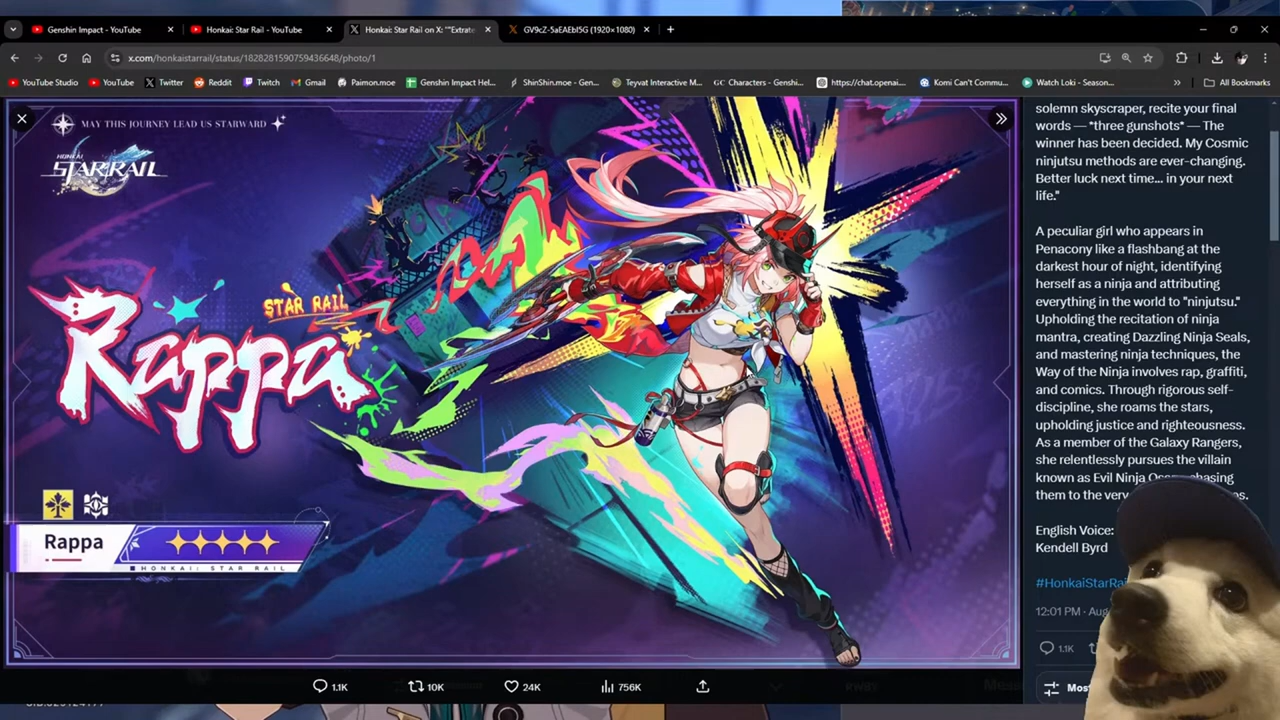 Genshin Impact - YouTube
Honkai: Star Rail - YouTube
Honkai: Star Rail on X: "“Extrate
GV9cZ-5aEAEbI5G (1920×1080)
x.com/honkaistarrail/status/1828281590759436648/photo/1
YouTube Studio
YouTube
Twitter
Reddit
Twitch
Gmail
Paimon.moe
Genshin Impact Hel...
ShinShin.moe - Gen...
Teyvat Interactive M...
GC Characters - Genshi...
https://chat.openai....
Komi Can't Commu...
Watch Loki - Season...
All Bookmarks
MAY THIS JOURNEY LEAD US STARWARD
HONKAI
STAR RAIL
STAR RAIL
Rappa
Rappa
HONKAI: STAR RAIL
solemn skyscraper, recite your final
words — *three gunshots* — The
winner has been decided. My Cosmic
ninjutsu methods are ever-changing.
Better luck next time... in your next
life."
A peculiar girl who appears in
Penacony like a flashbang at the
darkest hour of night, identifying
herself as a ninja and attributing
everything in the world to "ninjutsu."
Upholding the recitation of ninja
mantra, creating Dazzling Ninja Seals,
and mastering ninja techniques, the
Way of the Ninja involves rap, graffiti,
and comics. Through rigorous self-
discipline, she roams the stars,
upholding justice and righteousness.
As a member of the Galaxy Rangers,
she relentlessly pursues the villain
known as Evil Ninja
them to the very
English Voice:
Kendell Byrd
#HonkaiStarRai
12:01 PM · Aug
1.1K
Mos
1.1K
10K
24K
756K